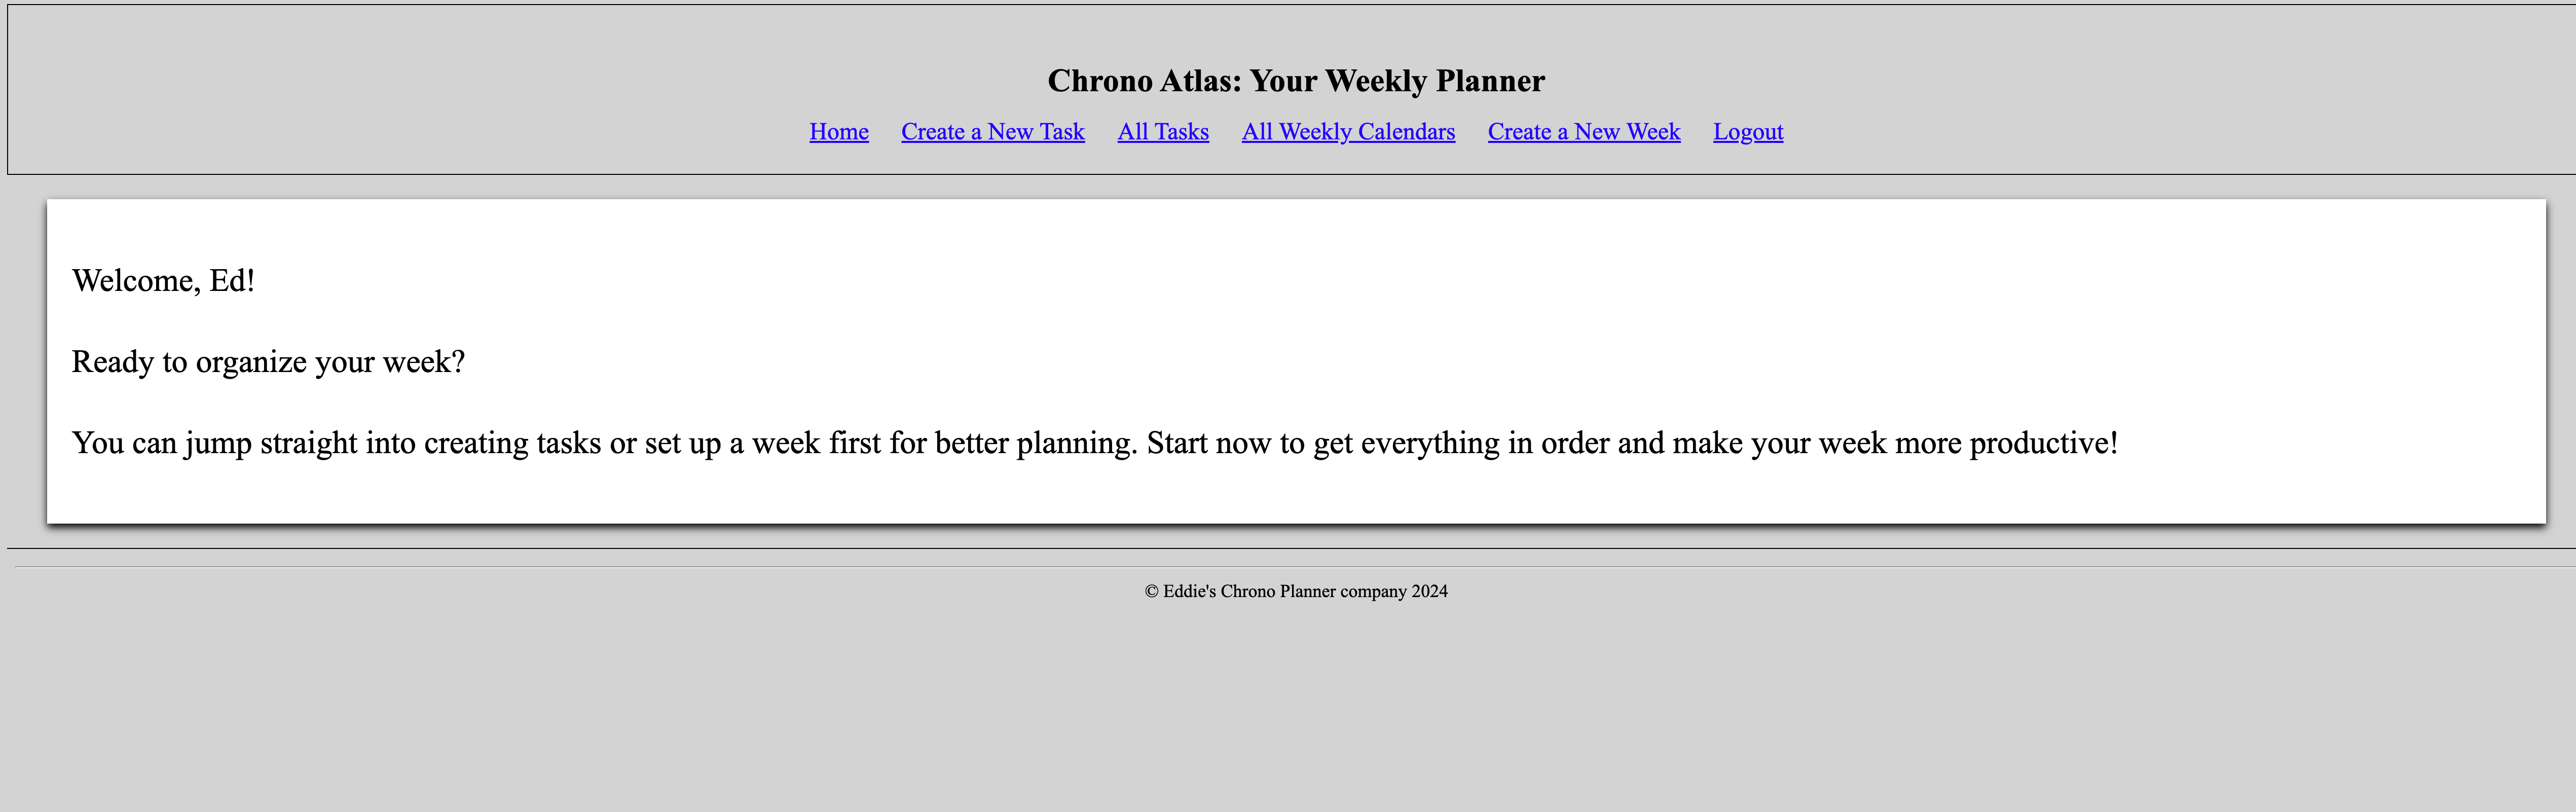 Chrono Atlas: Your Weekly Planner
Home Create a New Task All Tasks All Weekly Calendars Create a New Week Logout
Welcome, Ed!
Ready to organize your week?
You can jump straight into creating tasks or set up a week first for better planning. Start now to get everything in order and make your week more productive!
© Eddie's Chrono Planner company 2024